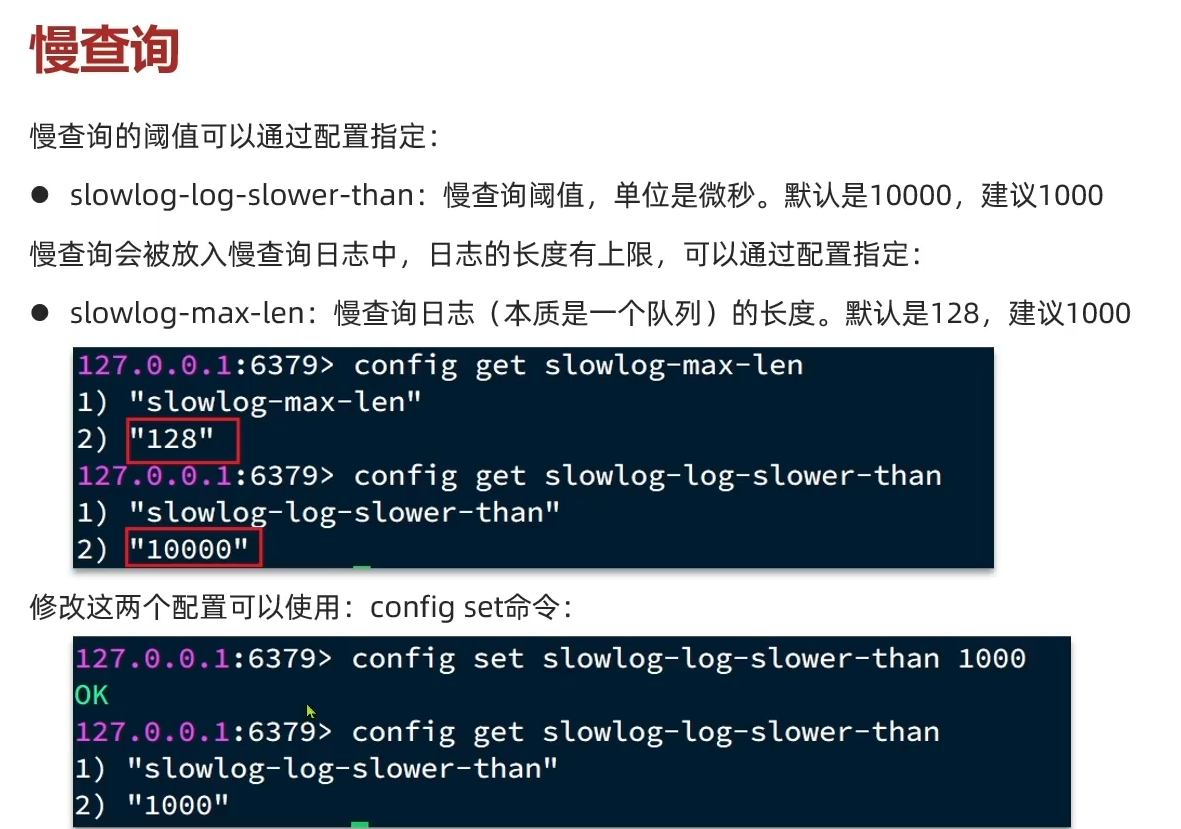 慢查询
慢查询的阈值可以通过配置指定：
● slowlog-log-slower-than：慢查询阈值，单位是微秒。默认是10000，建议1000
慢查询会被放入慢查询日志中，日志的长度有上限，可以通过配置指定：
● slowlog-max-len：慢查询日志（本质是一个队列）的长度。默认是128，建议1000
127.0.0.1:6379> config get slowlog-max-len
1) "slowlog-max-len"
2) "128"
127.0.0.1:6379> config get slowlog-log-slower-than
1) "slowlog-log-slower-than"
2) "10000"
修改这两个配置可以使用：config set命令：
127.0.0.1:6379> config set slowlog-log-slower-than 1000
OK
127.0.0.1:6379> config get slowlog-log-slower-than
1) "slowlog-log-slower-than"
2) "1000"